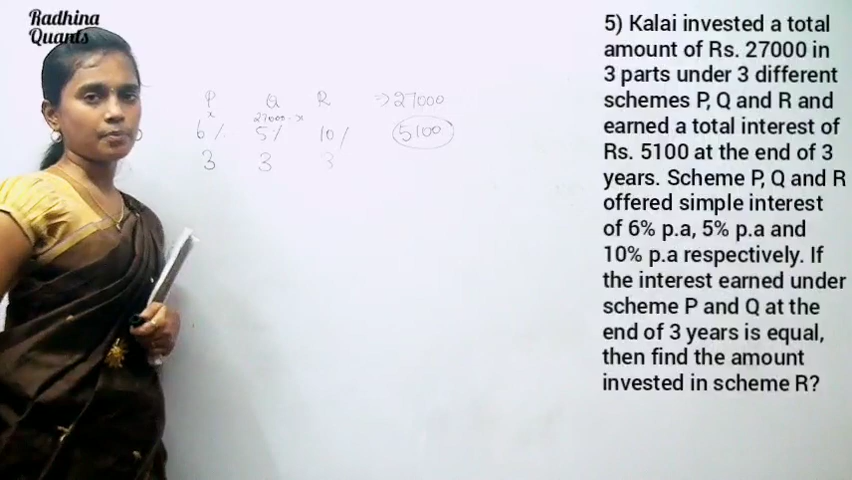 Radhina
Quants
P Q R ⇒ 27000
x 27000-x
6% 5% 10% 5100
3 3 3
5) Kalai invested a total
amount of Rs. 27000 in
3 parts under 3 different
schemes P, Q and R and
earned a total interest of
Rs. 5100 at the end of 3
years. Scheme P, Q and R
offered simple interest
of 6% p.a, 5% p.a and
10% p.a respectively. If
the interest earned under
scheme P and Q at the
end of 3 years is equal,
then find the amount
invested in scheme R?